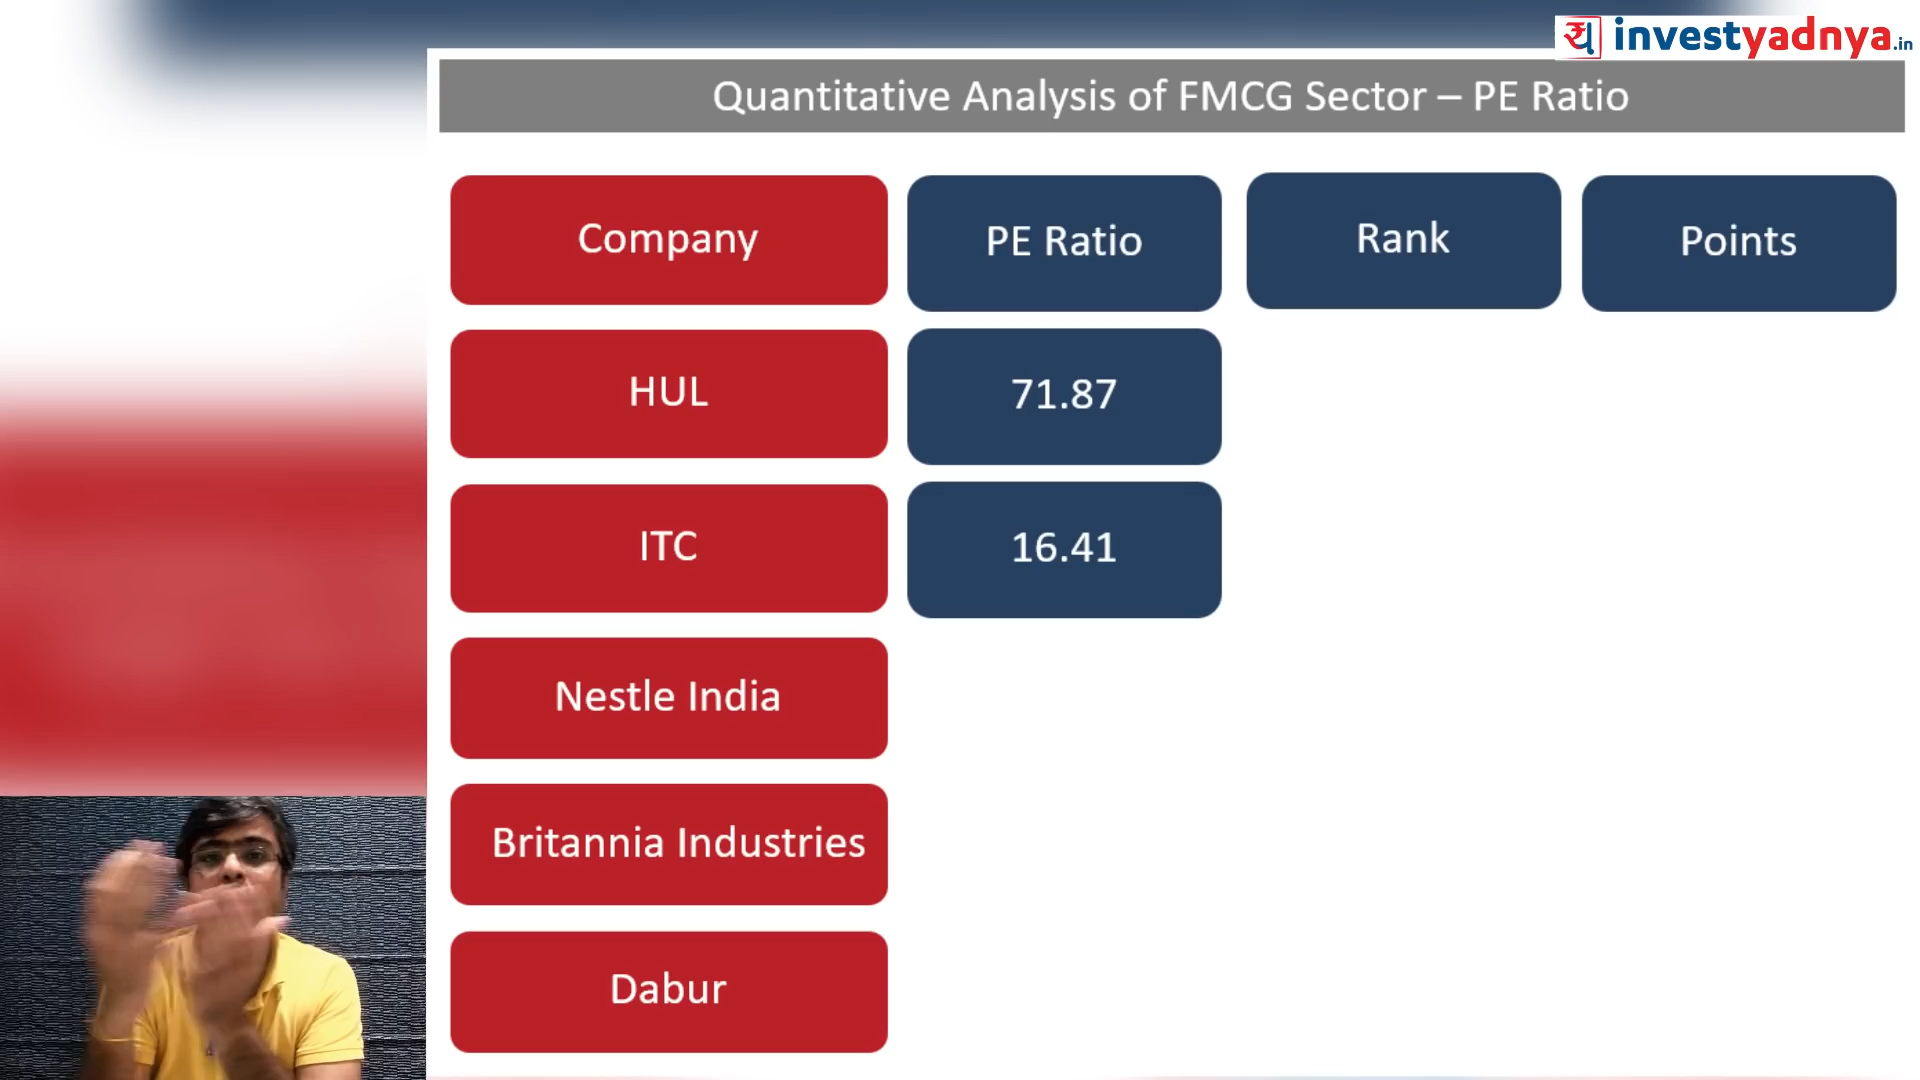 investyadnya.in
Quantitative Analysis of FMCG Sector – PE Ratio
Company PE Ratio Rank Points
HUL 71.87
ITC 16.41
Nestle India
Britannia Industries
Dabur